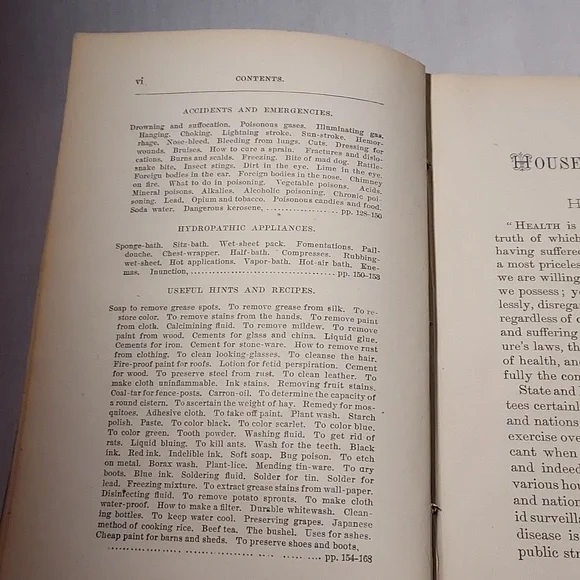 vi
CONTENTS.
ACCIDENTS AND EMERGENCIES.
Drowning and suffocation. Poisonous gases. Illuminating gas.
Hanging. Choking. Lightning stroke. Sun-stroke. Hemor-
rhage. Nose-bleed. Bleeding from lungs. Cuts. Dressing for
wounds. Bruises. How to cure a sprain. Fractures and dislo-
cations. Burns and scalds. Freezing. Bite of mad dog. Rattle-
snake bite. Insect stings. Dirt in the eye. Lime in the eye.
Foreign bodies in the ear. Foreign bodies in the nose. Chimney
on fire. What to do in poisoning. Vegetable poisons. Acids.
Mineral poisons. Alkalies. Alcoholic poisoning. Chronic poi-
soning. Lead. Opium and tobacco. Poisonous candies and food.
Soda water. Dangerous kerosene, .................. pp. 128-150
HYDROPATHIC APPLIANCES.
Sponge-bath. Sitz-bath. Wet-sheet pack. Fomentations. Pail-
douche. Chest-wrapper. Half-bath. Compresses. Rubbing-
wet-sheet. Hot applications. Vapor-bath. Hot-air bath. Ene-
mas. Inunction, .................. pp. 150-153
USEFUL HINTS AND RECIPES.
Soap to remove grease spots. To remove grease from silk. To re-
store color. To remove stains from the hands. To remove paint
from cloth. Calcimining fluid. To remove mildew. To remove
paint from wood. Cements for glass and china. Liquid glue.
Cements for iron. Cement for stone-ware. How to remove rust
from clothing. To clean looking-glasses. To cleanse the hair.
Fire-proof paint for roofs. Lotion for fetid perspiration. Cement
for wood. To preserve steel from rust. To clean leather. To
make cloth uninflammable. Ink stains. Removing fruit stains.
Coal-tar for fence-posts. Carron-oil. To determine the capacity of
a round cistern. To ascertain the weight of hay. Remedy for mos-
quitoes. Adhesive cloth. To take off paint. Plant wash. Starch
polish. Paste. To color black. To color scarlet. To color blue.
To color green. Tooth powder. Washing fluid. To get rid of
rats. Liquid bluing. To kill ants. Wash for the teeth. Black
ink. Red ink. Indelible ink. Soft soap. Bug poison. To etch
on metal. Borax wash. Plant-lice. Mending tin-ware. To dry
boots. Blue ink. Soldering fluid. Solder for tin. Solder for
lead. Freezing mixture. To extract grease stains from wall-paper.
Disinfecting fluid. To remove potato sprouts. To make cloth
water-proof. How to make a filter. Durable whitewash. Clean-
ing bottles. To keep water cool. Preserving grapes. Japanese
method of cooking rice. Beef tea. The bushel. Uses for ashes.
Cheap paint for barns and sheds. To preserve shoes and boots,
.................. pp. 154-168
HOUSE
H
"HEALTH is
truth of which
having suffered
a most priceless
we are willing
we possess; y
lessly, disrega
regardless of c
and suffering
ure's laws, th
of health, and
fully the con
State and
tees certainly
and nations
exercise over
cant when
and indeed
various hou
and nation
id surveilla
disease is
public str